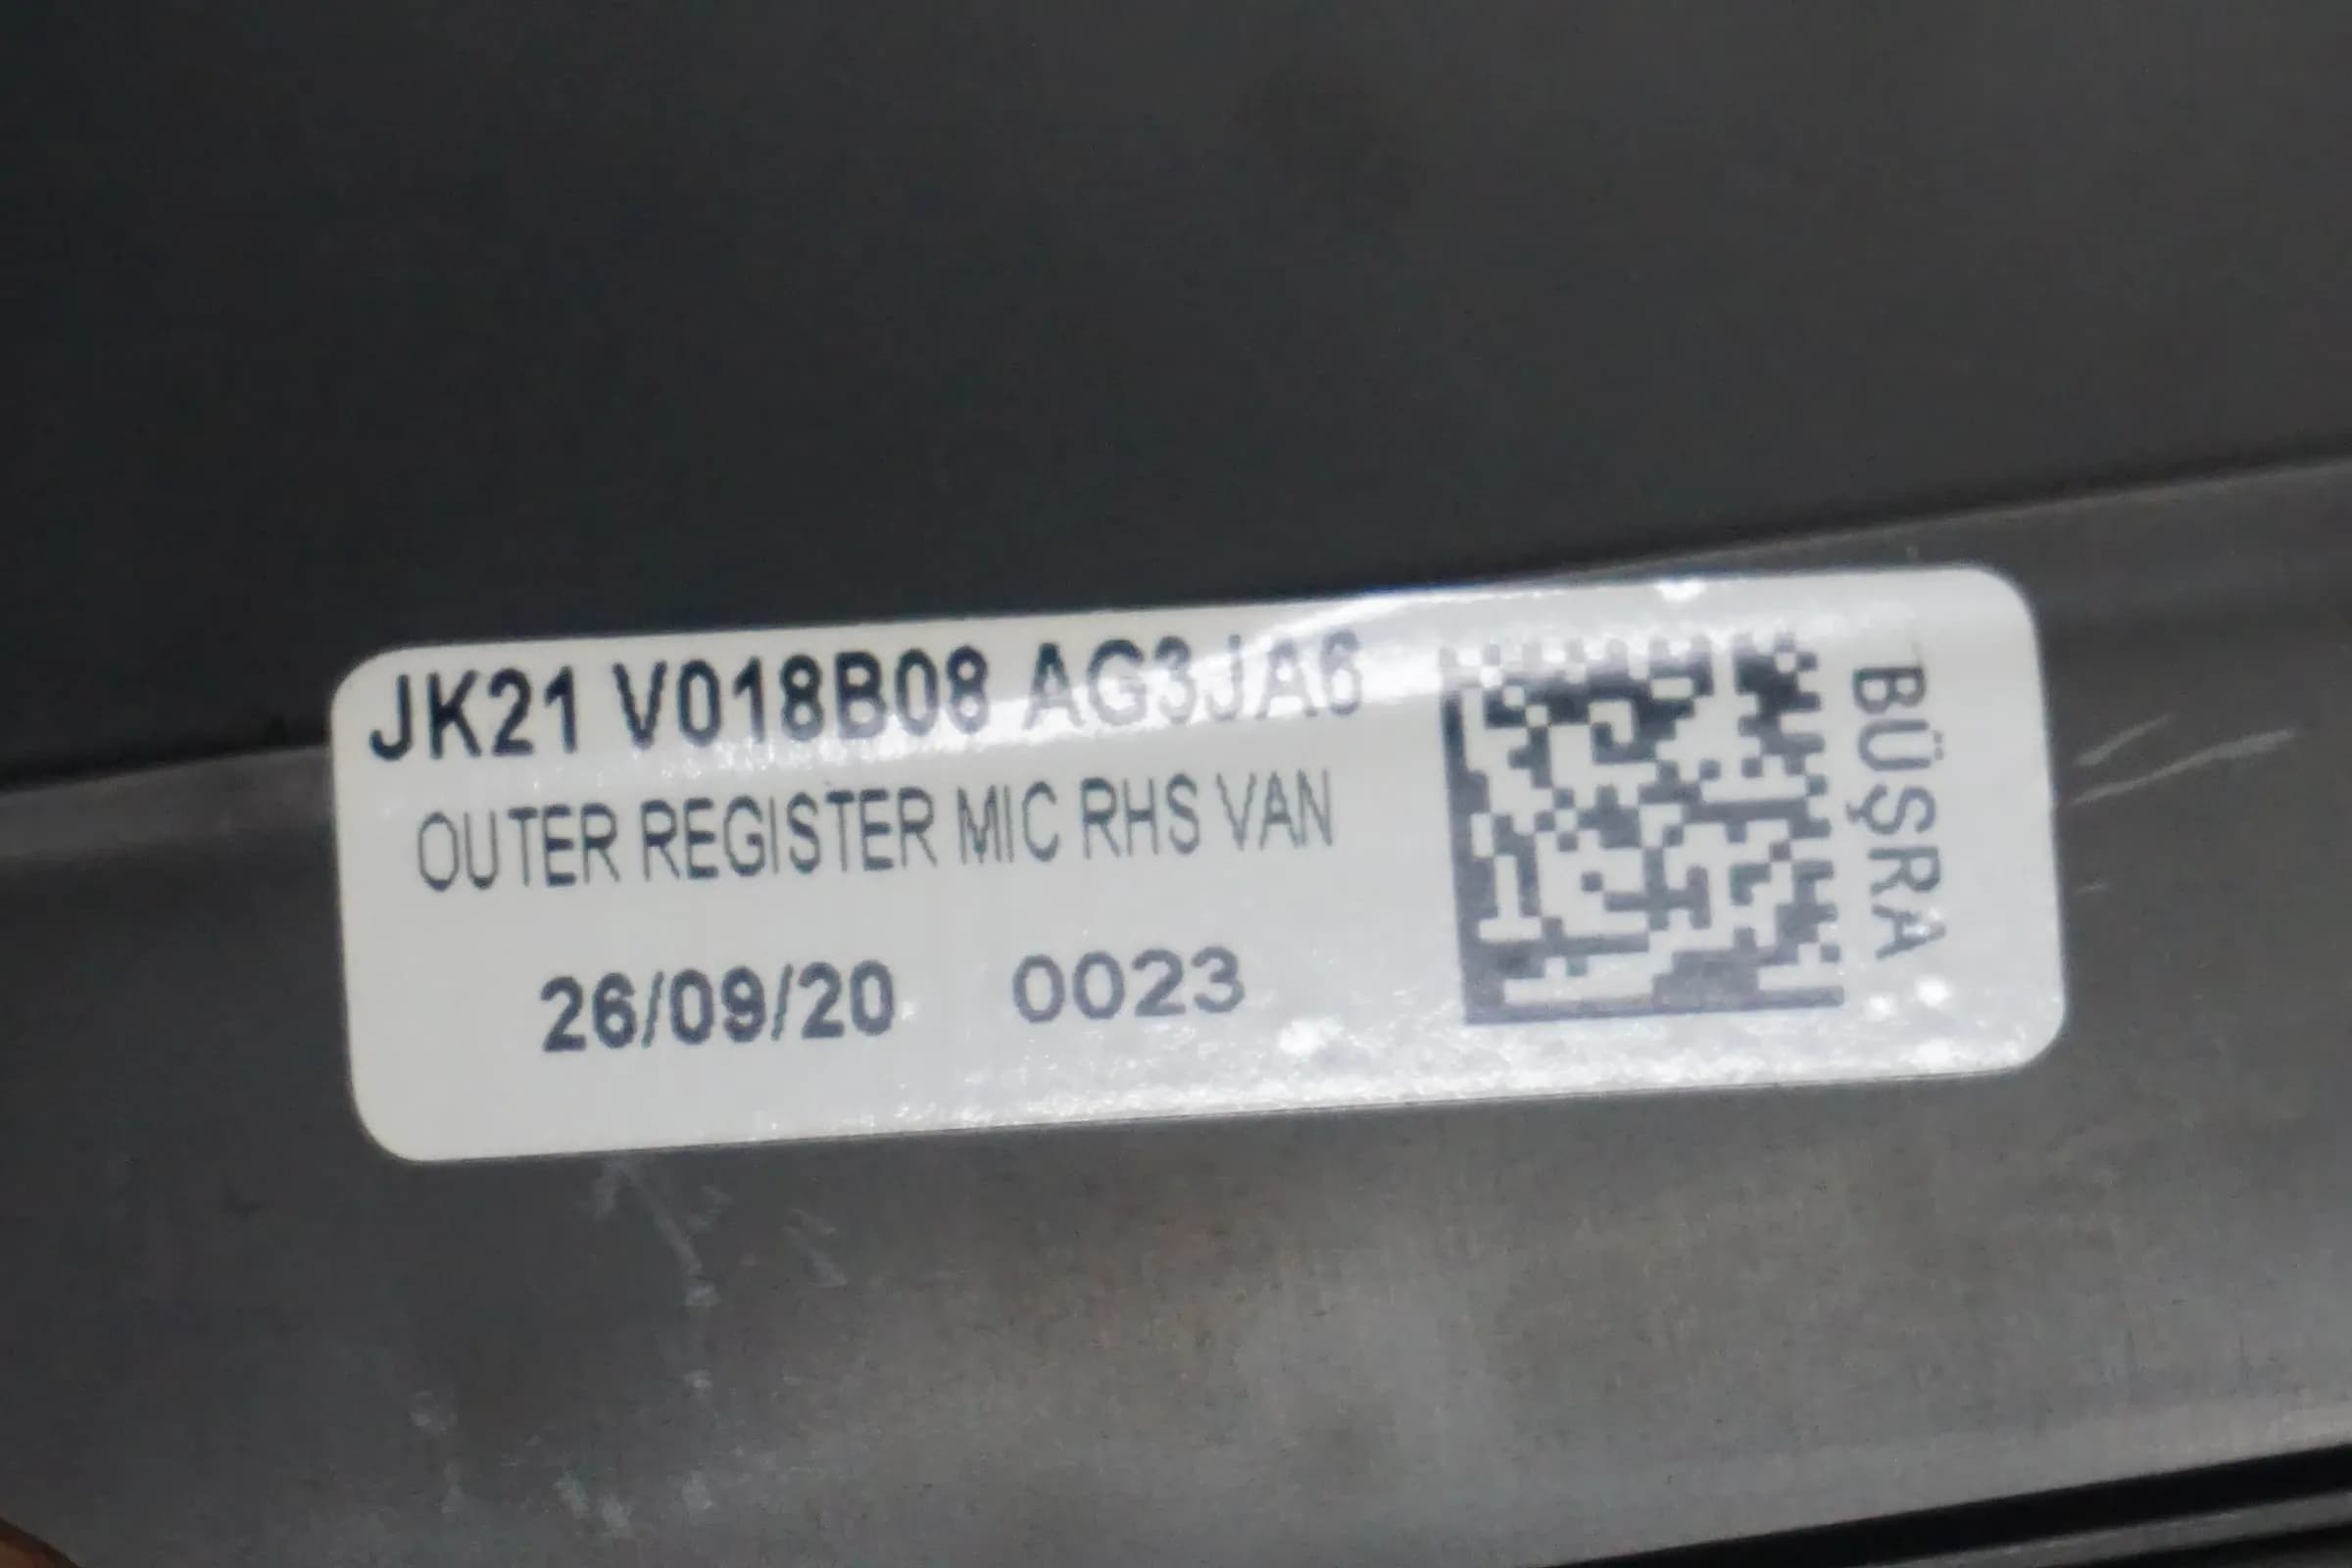 JK21 V018B08 AG3JA6
OUTER REGISTER MIC RHS VAN
26/09/20 0023
BÜŞRA